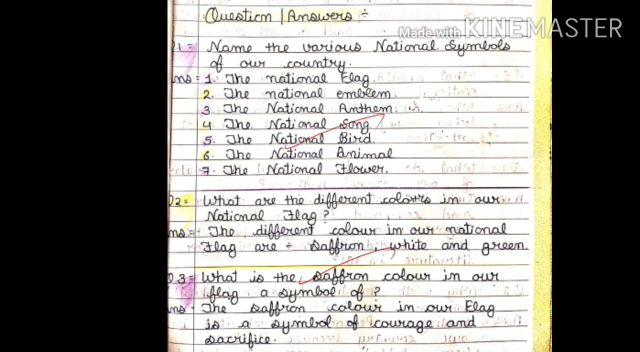 Question | Answers ÷
Made with KINEMASTER
Q1 = Name the various National Symbols
of our country.
Ans = 1. The national Flag
2. The national emblem
3. The National Anthem
4. The National Song
5. The National Bird
6. The National Animal
7. The National Flower.
Q2 = What are the different colours in our
National Flag ?
Ans = The different colour in our national
Flag are ÷ Saffron, white and green
Q.3 = What is the saffron colour in our
flag a symbol of ?
Ans = The saffron colour in our Flag
is a symbol of courage and
sacrifice.